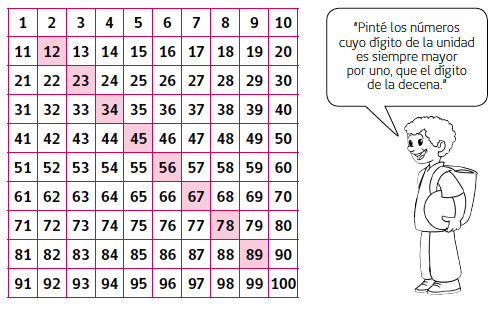 1 2 3 4 5 6 7 8 9 10
11 12 13 14 15 16 17 18 19 20
21 22 23 24 25 26 27 28 29 30
31 32 33 34 35 36 37 38 39 40
41 42 43 44 45 46 47 48 49 50
51 52 53 54 55 56 57 58 59 60
61 62 63 64 65 66 67 68 69 70
71 72 73 74 75 76 77 78 79 80
81 82 83 84 85 86 87 88 89 90
91 92 93 94 95 96 97 98 99 100
"Pinté los números
cuyo dígito de la unidad
es siempre mayor
por uno, que el dígito
de la decena."